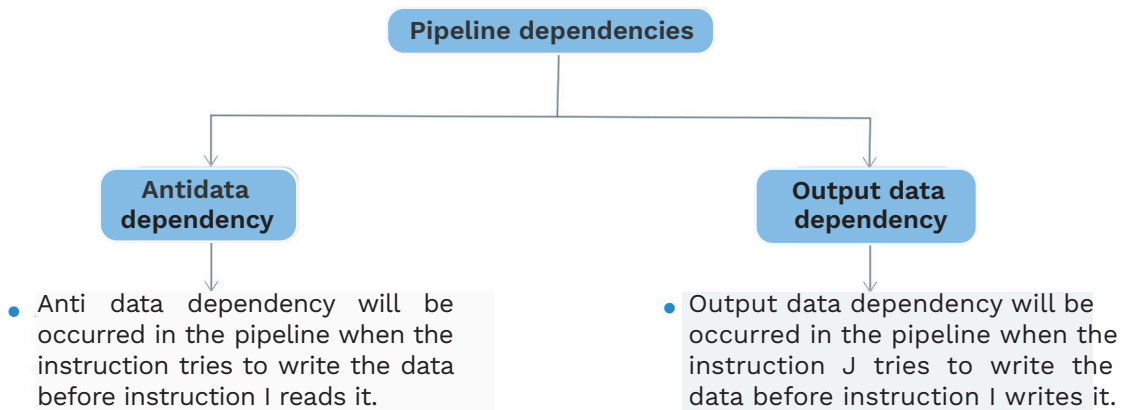 Pipeline dependencies
Antidata
dependency
Output data
dependency
Anti data dependency will be
occurred in the pipeline when the
instruction tries to write the data
before instruction I reads it.
Output data dependency will be
occurred in the pipeline when the
instruction J tries to write the
data before instruction I writes it.